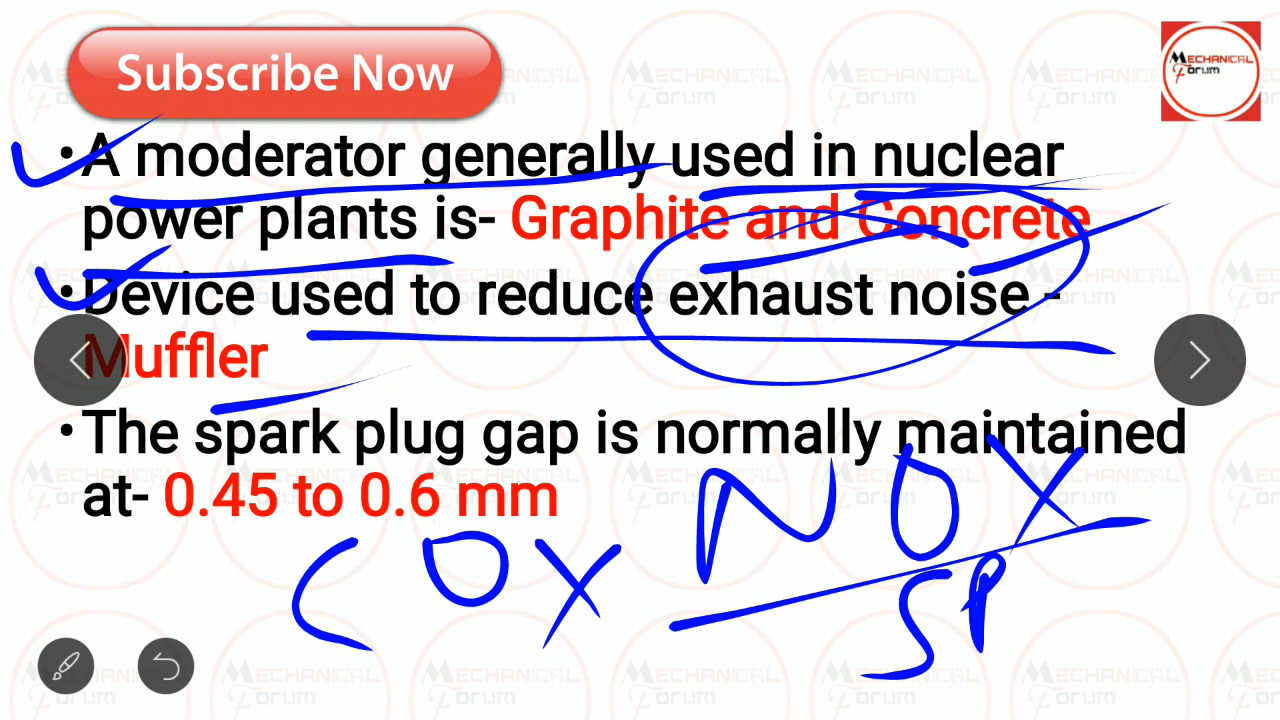 Subscribe Now
MECHANICAL
Forum
• A moderator generally used in nuclear
power plants is- Graphite and Concrete
• Device used to reduce exhaust noise -
Muffler
• The spark plug gap is normally maintained
at- 0.45 to 0.6 mm
NOX
COX
SP